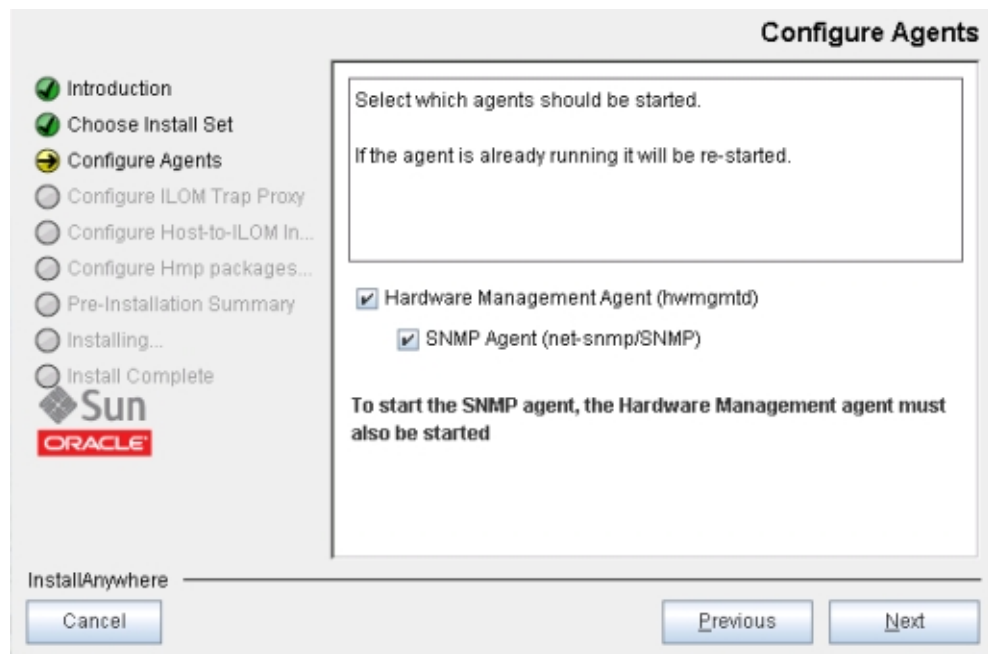 Configure Agents
Introduction
Choose Install Set
Configure Agents
Configure ILOM Trap Proxy
Configure Host-to-ILOM In...
Configure Hmp packages...
Pre-Installation Summary
Installing...
Install Complete
Sun
ORACLE
Select which agents should be started.
If the agent is already running it will be re-started.
Hardware Management Agent (hwmgmtd)
SNMP Agent (net-snmp/SNMP)
To start the SNMP agent, the Hardware Management agent must
also be started
InstallAnywhere
Cancel
Previous
Next